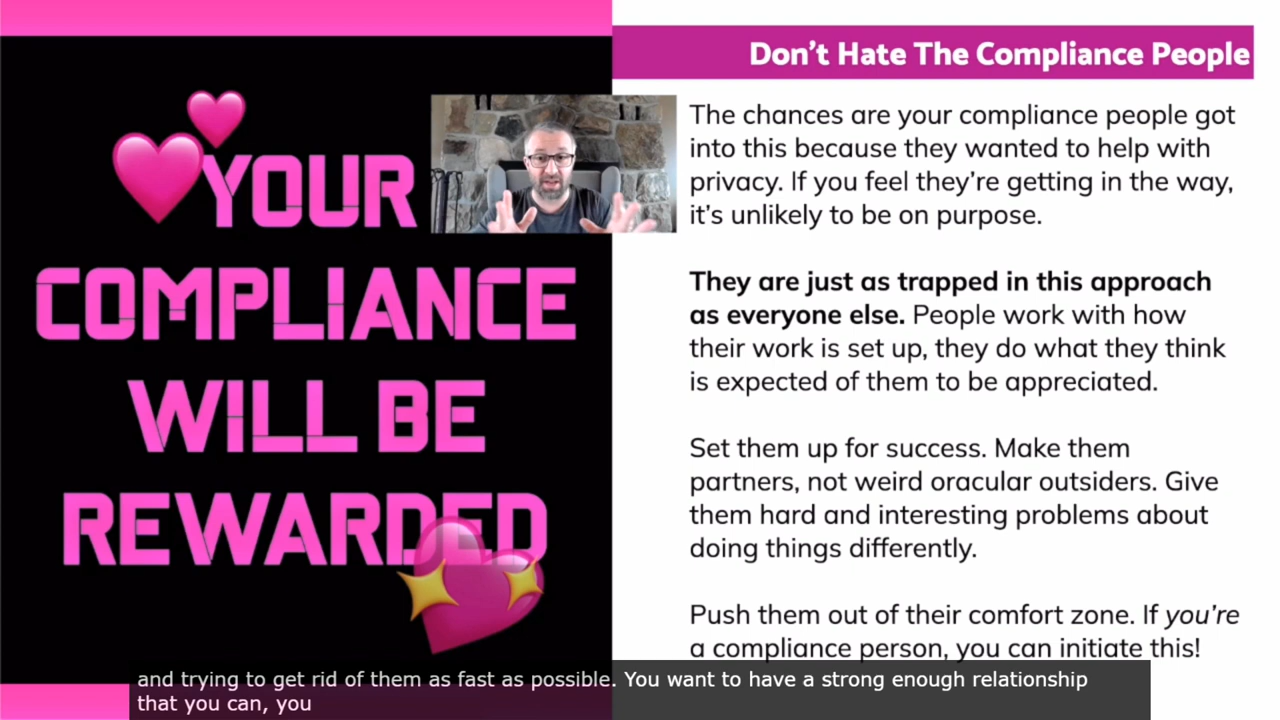 YOUR
COMPLIANCE
WILL BE
REWARDED
Don't Hate The Compliance People
The chances are your compliance people got
into this because they wanted to help with
privacy. If you feel they're getting in the way,
it's unlikely to be on purpose.
They are just as trapped in this approach
as everyone else. People work with how
their work is set up, they do what they think
is expected of them to be appreciated.
Set them up for success. Make them
partners, not weird oracular outsiders. Give
them hard and interesting problems about
doing things differently.
Push them out of their comfort zone. If you're
a compliance person, you can initiate this!
and trying to get rid of them as fast as possible. You want to have a strong enough relationship
that you can, you